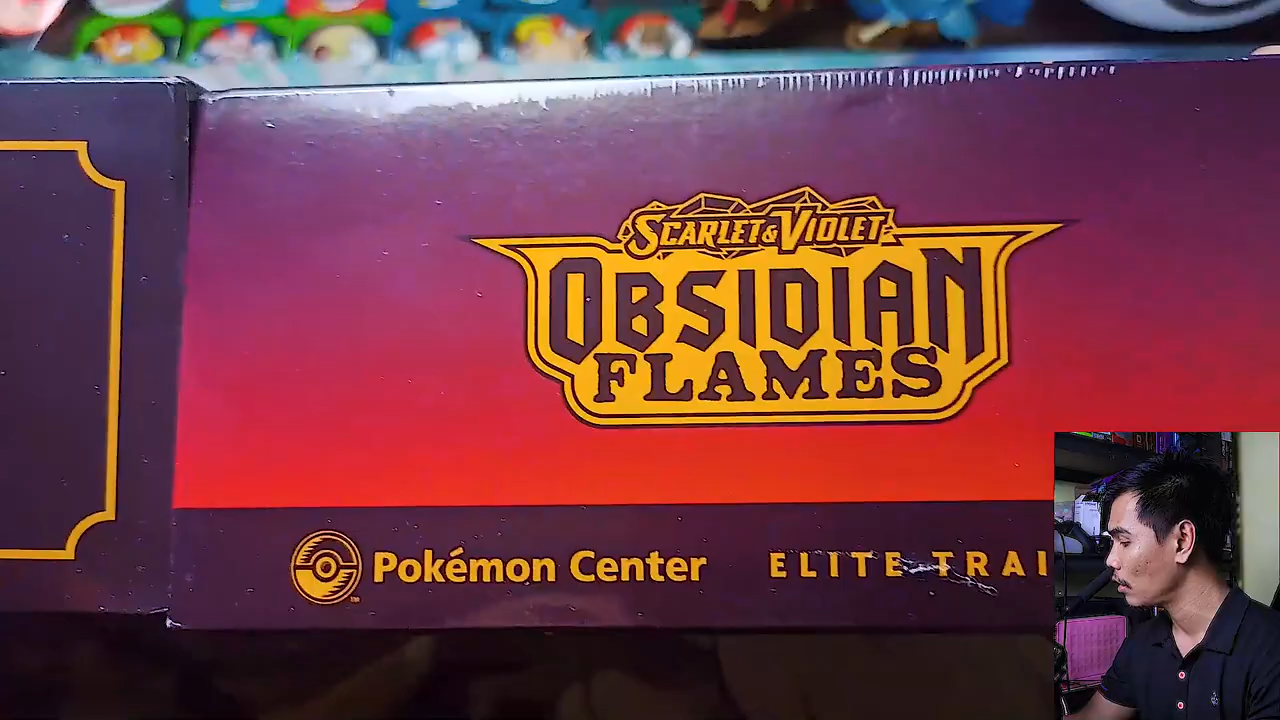 SCARLET & VIOLET
OBSIDIAN
FLAMES
Pokémon Center
ELITE TRAI